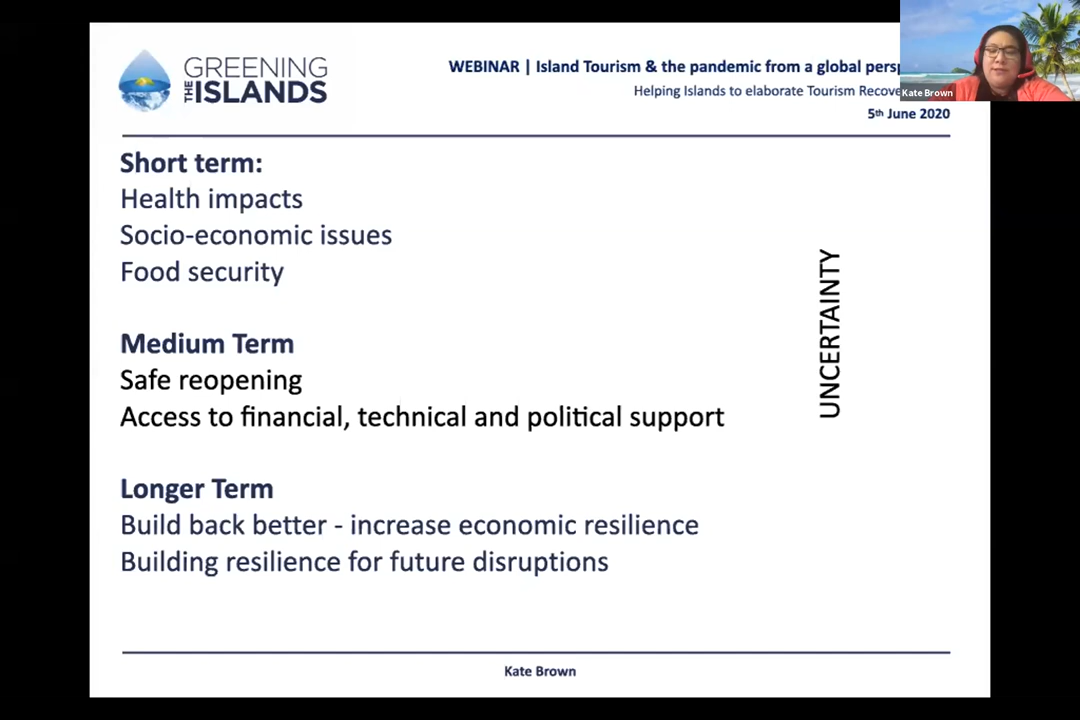 GREENING
THE ISLANDS
WEBINAR | Island Tourism & the pandemic from a global
Helping Islands to elaborate Tourism
5th June 2020
Kate Brown
Short term:
Health impacts
Socio-economic issues
Food security
UNCERTAINTY
Medium Term
Safe reopening
Access to financial, technical and political support
Longer Term
Build back better - increase economic resilience
Building resilience for future disruptions
Kate Brown